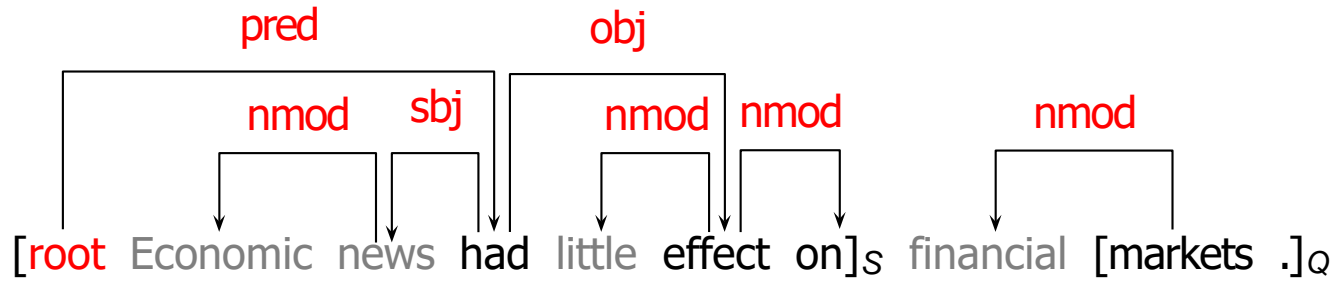 pred obj
nmod sbj nmod nmod nmod
[root Economic news had little effect on]S financial [markets .]Q